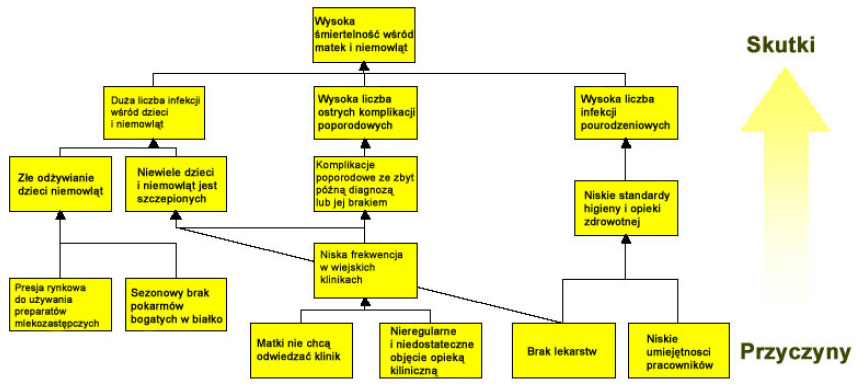 Wysoka
śmiertelność wśród
matek i niemowląt
Skutki
Duża liczba infekcji
wśród dzieci
i niemowląt
Wysoka liczba
ostrych komplikacji
poporodowych
Wysoka liczba
infekcji
pourodzeniowych
Złe odżywianie
dzieci niemowląt
Niewiele dzieci
i niemowląt jest
szczepionych
Komplikacje
poporodowe ze zbyt
późną diagnozą
lub jej brakiem
Niskie standardy
higieny i opieki
zdrowotnej
Niska frekwencja
w wiejskich
klinikach
Presja rynkowa
do używania
preparatów
mlekozastępczych
Sezonowy brak
pokarmów
bogatych w białko
Matki nie chcą
odwiedzać klinik
Nieregularne
i niedostateczne
objęcie opieką
kiliniczną
Brak lekarstw
Niskie
umiejętnosci
pracowników
Przyczyny